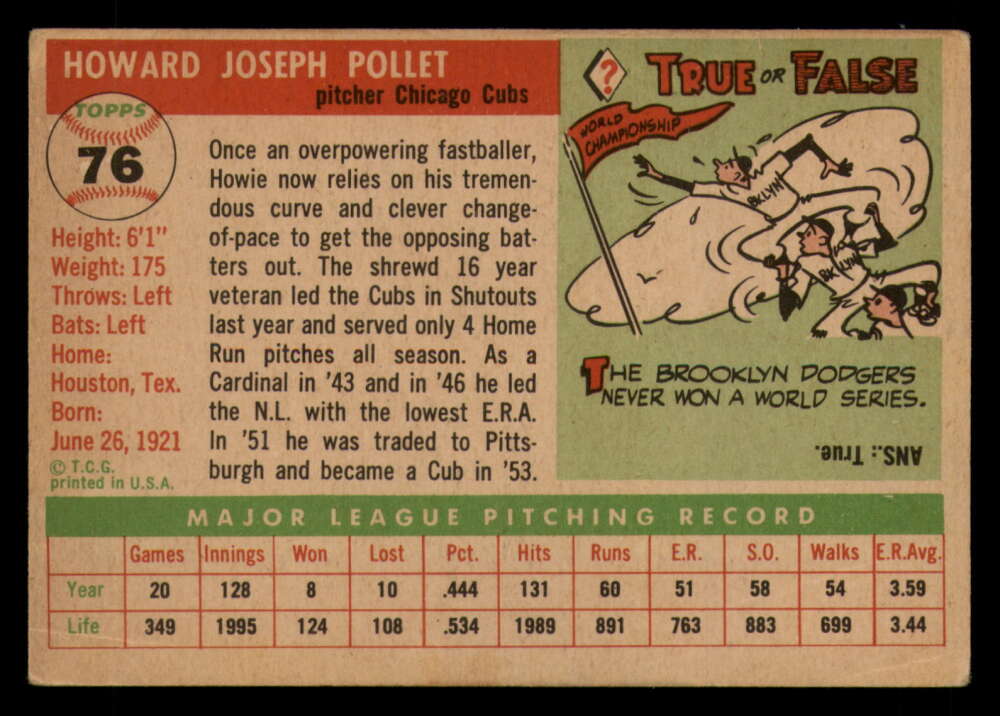 HOWARD JOSEPH POLLET
pitcher Chicago Cubs
TOPPS
76
Height: 6'1"
Weight: 175
Throws: Left
Bats: Left
Home:
Houston, Tex.
Born:
June 26, 1921
© T.C.G.
printed in U.S.A.
Once an overpowering fastballer,
Howie now relies on his tremen-
dous curve and clever change-
of-pace to get the opposing bat-
ters out. The shrewd 16 year
veteran led the Cubs in Shutouts
last year and served only 4 Home
Run pitches all season. As a
Cardinal in '43 and in '46 he led
the N.L. with the lowest E.R.A.
In '51 he was traded to Pitts-
burgh and became a Cub in '53.
?
TRUE OR FALSE
WORLD
CHAMPIONSHIP
BKLYN
BKLYN
THE BROOKLYN DODGERS
NEVER WON A WORLD SERIES.
ANS.: True.
MAJOR LEAGUE PITCHING RECORD
Games Innings Won Lost Pct. Hits Runs E.R. S.O. Walks E.R.Avg.
Year 20 128 8 10 .444 131 60 51 58 54 3.59
Life 349 1995 124 108 .534 1989 891 763 883 699 3.44